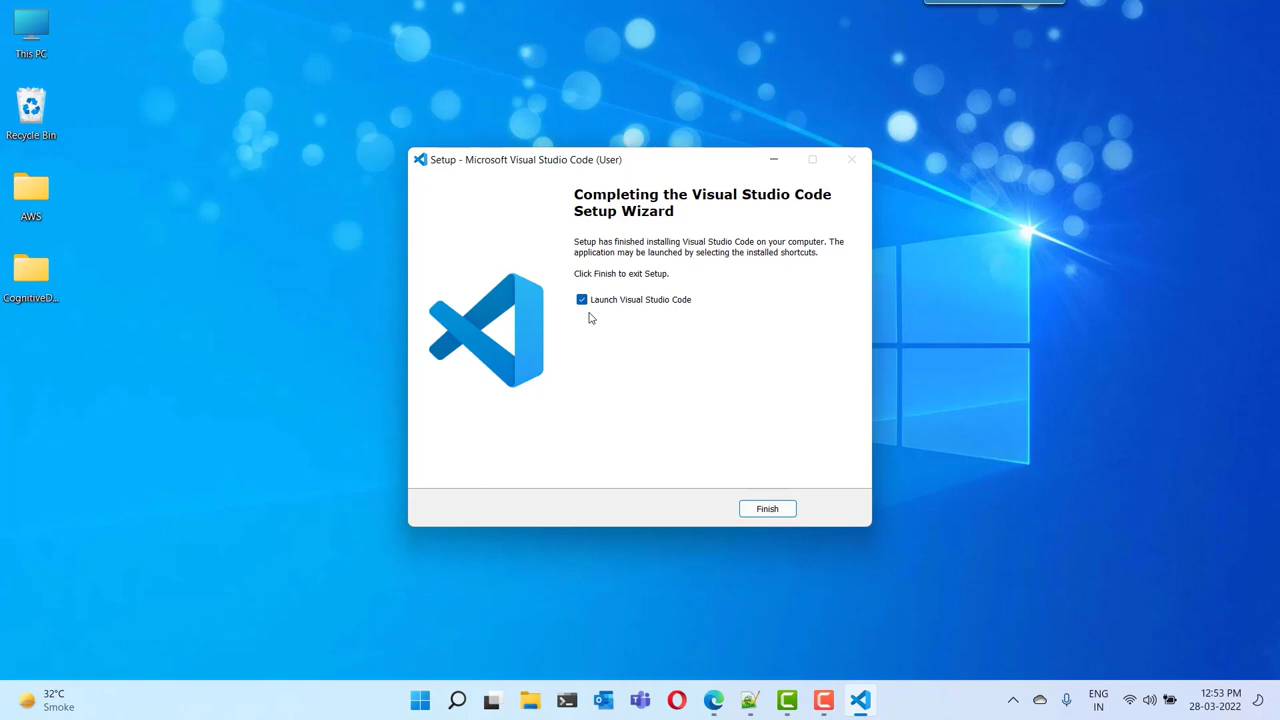 This PC
Recycle Bin
AWS
CognitiveD...
Setup - Microsoft Visual Studio Code (User)
Completing the Visual Studio Code
Setup Wizard
Setup has finished installing Visual Studio Code on your computer. The
application may be launched by selecting the installed shortcuts.
Click Finish to exit Setup.
Launch Visual Studio Code
Finish
32°C
Smoke
ENG
IN
12:53 PM
28-03-2022